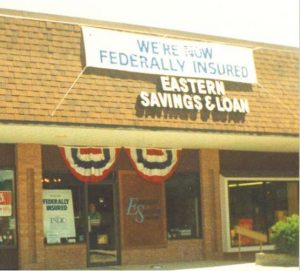 WE'RE NOW
FEDERALLY INSURED
EASTERN
SAVINGS & LOAN
FEDERALLY
INSURED
FSLIC
ES